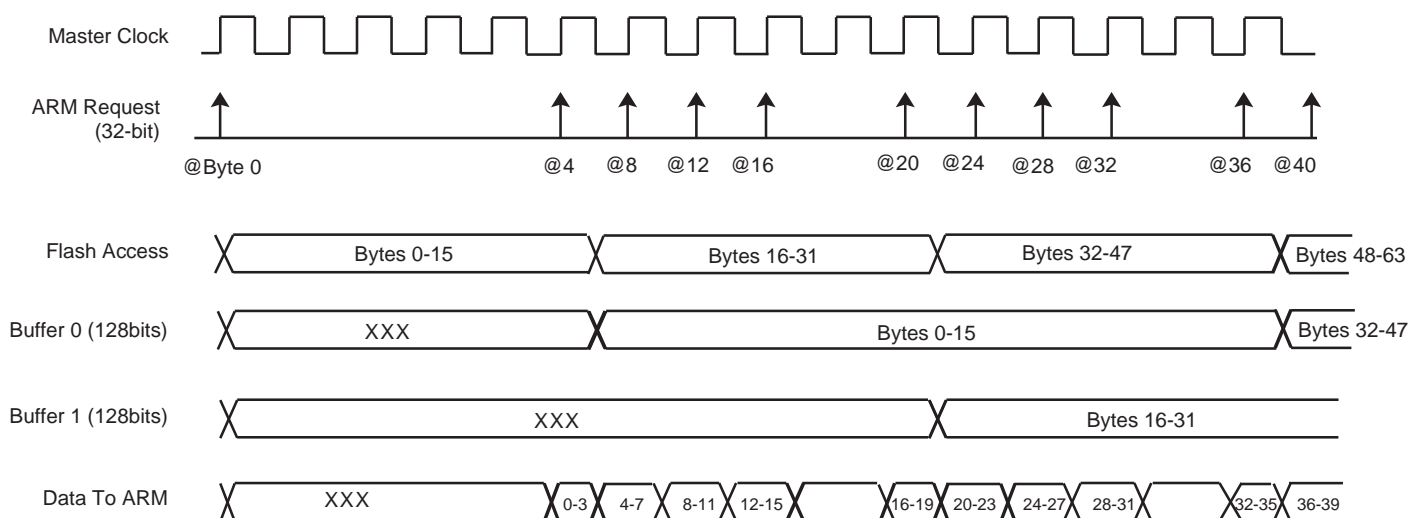 Master Clock
ARM Request
(32-bit)
@Byte 0 @4 @8 @12 @16 @20 @24 @28 @32 @36 @40
Flash Access Bytes 0-15 Bytes 16-31 Bytes 32-47 Bytes 48-63
Buffer 0 (128bits) XXX Bytes 0-15 Bytes 32-47
Buffer 1 (128bits) XXX Bytes 16-31
Data To ARM XXX 0-3 4-7 8-11 12-15 16-19 20-23 24-27 28-31 32-35 36-39